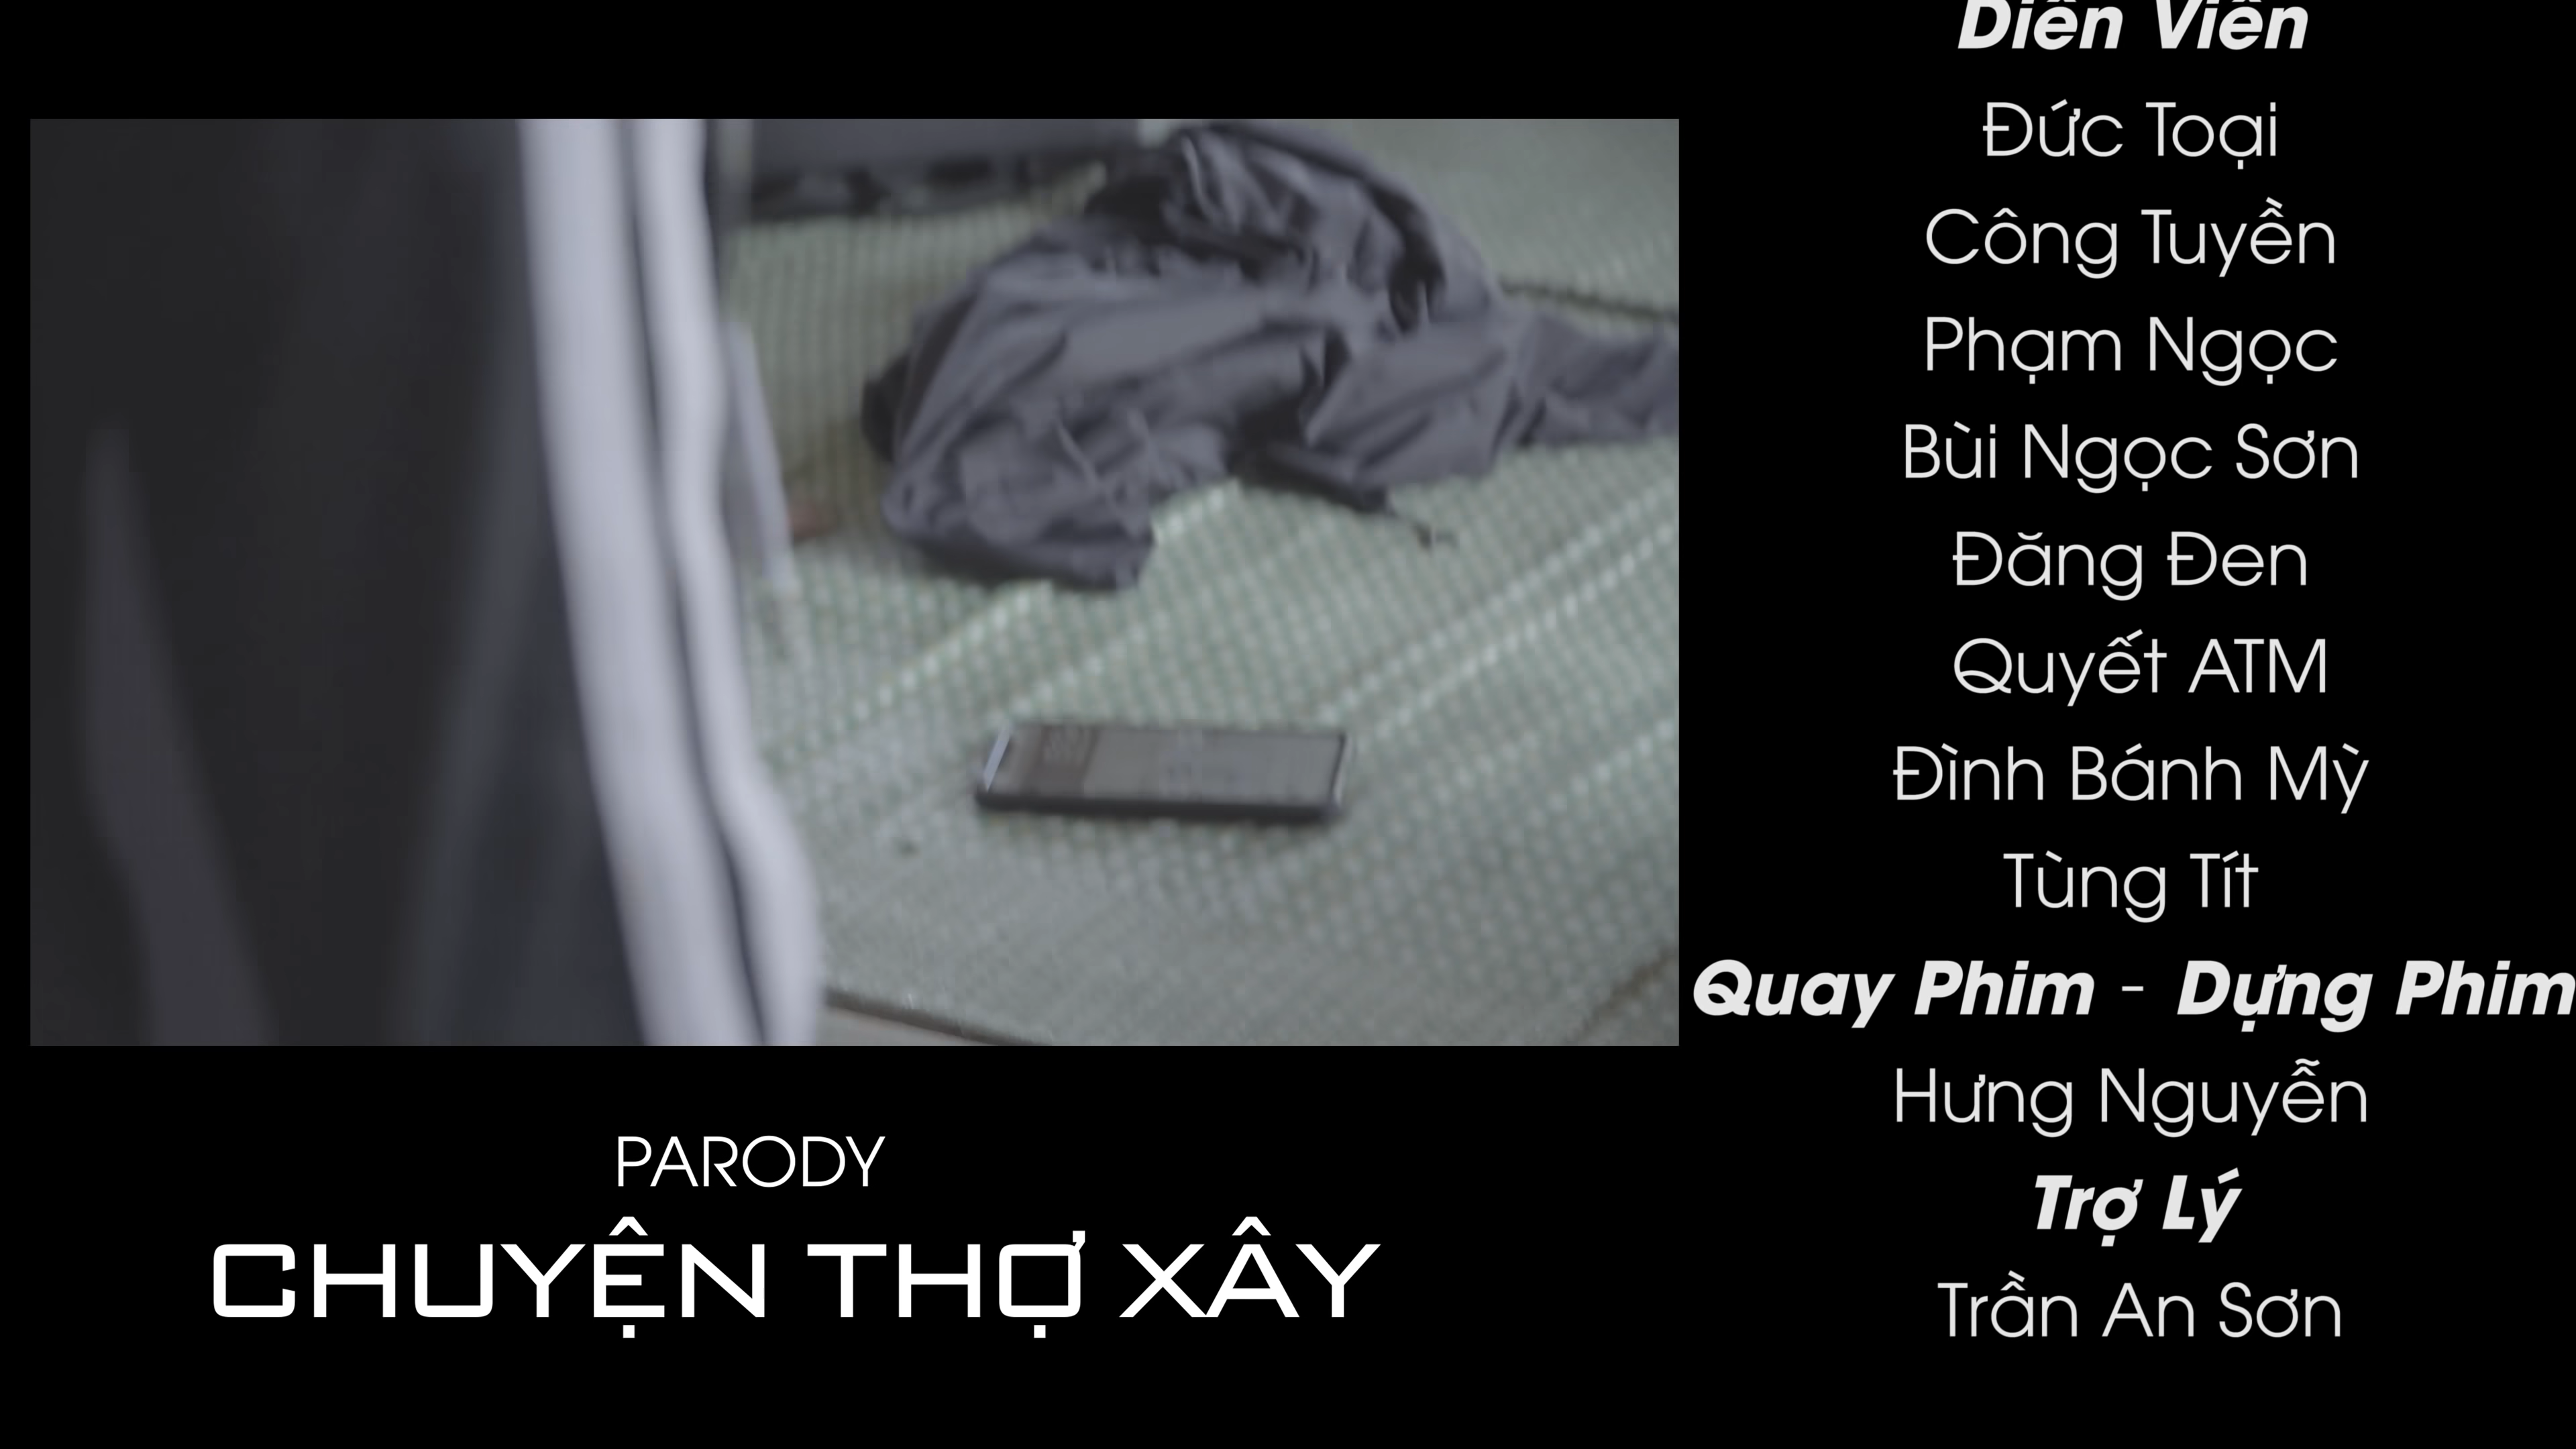 PARODY
CHUYỆN THỢ XÂY
Diễn Viên
Đức Toại
Công Tuyền
Phạm Ngọc
Bùi Ngọc Sơn
Đăng Đen
Quyết ATM
Đình Bánh Mỳ
Tùng Tít
Quay Phim - Dựng Phim
Hưng Nguyễn
Trợ Lý
Trần An Sơn